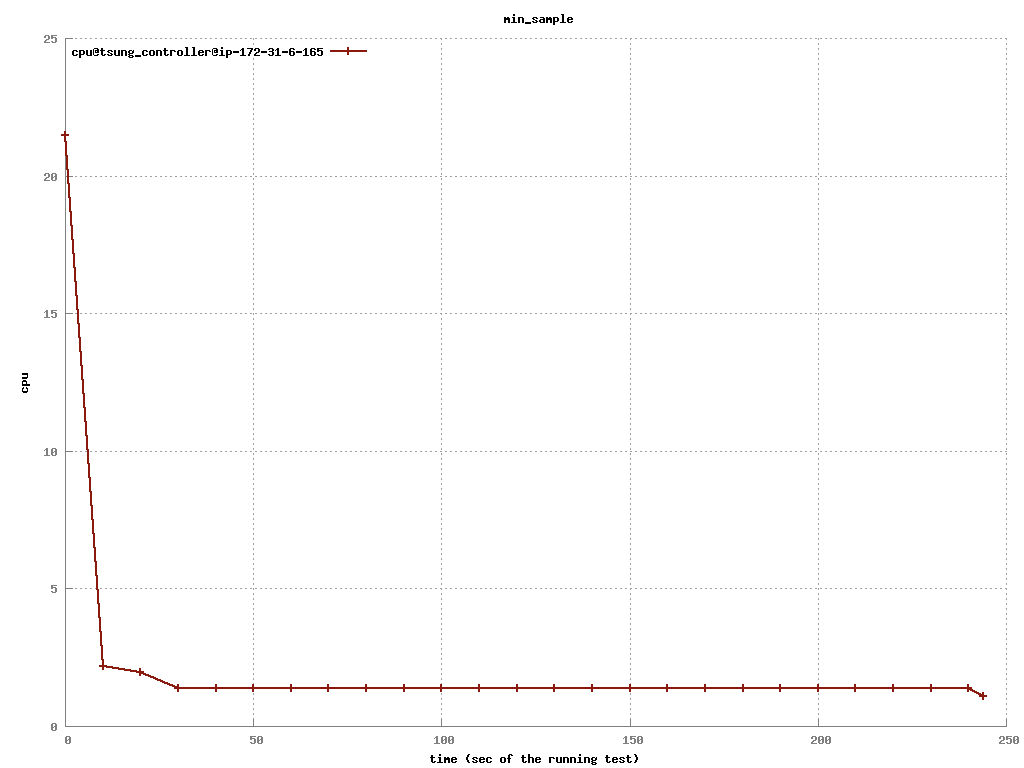 min_sample
25
cpu@tsung_controller@ip-172-31-6-165
20
15
cpu
10
5
0
0 50 100 150 200 250
time (sec of the running test)